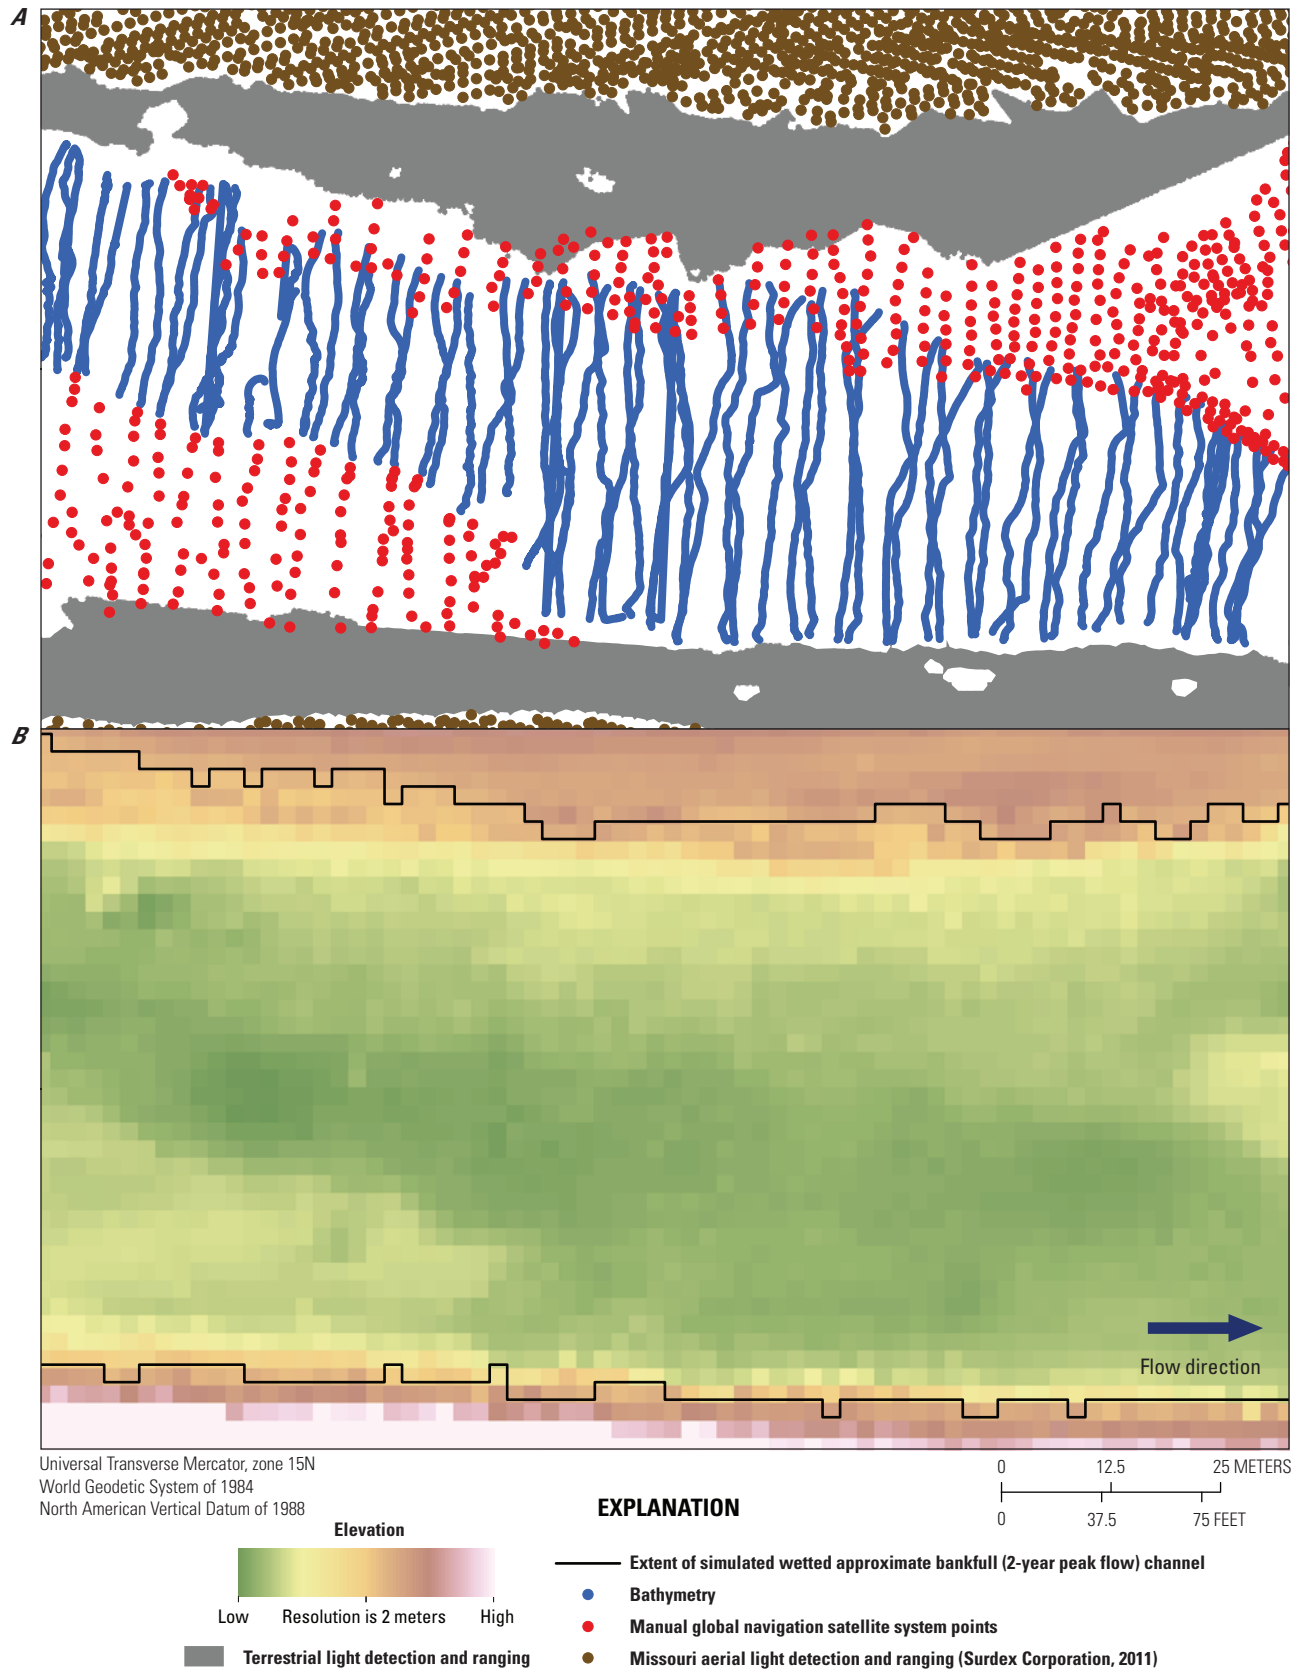 A
B
Flow direction
Universal Transverse Mercator, zone 15N
World Geodetic System of 1984
North American Vertical Datum of 1988
0 12.5 25 METERS
0 37.5 75 FEET
EXPLANATION
Elevation
Low Resolution is 2 meters High
Terrestrial light detection and ranging
Extent of simulated wetted approximate bankfull (2-year peak flow) channel
Bathymetry
Manual global navigation satellite system points
Missouri aerial light detection and ranging (Surdex Corporation, 2011)